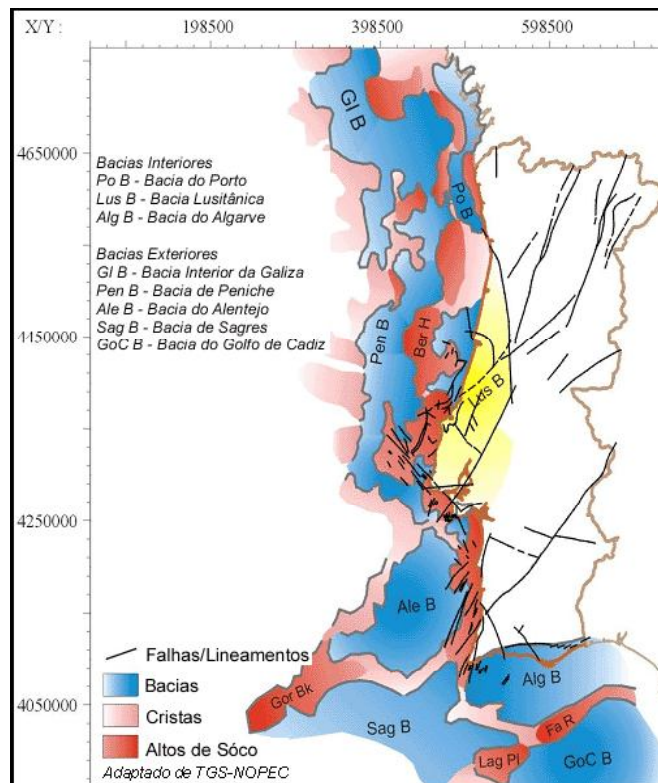 X/Y :
198500
398500
598500
4650000
4150000
4250000
4050000
Bacias Interiores
Po B - Bacia do Porto
Lus B - Bacia Lusitânica
Alg B - Bacia do Algarve
Bacias Exteriores
GI B - Bacia Interior da Galiza
Pen B - Bacia de Peniche
Ale B - Bacia do Alentejo
Sag B - Bacia de Sagres
GoC B - Bacia do Golfo de Cadiz
GI B
Po B
Pen B
Ber H
Lus B
Ale B
Gor Bk
Sag B
Alg B
Fa R
Lag Pl
GoC B
Falhas/Lineamentos
Bacias
Cristas
Altos de Sóco
Adaptado de TGS-NOPEC